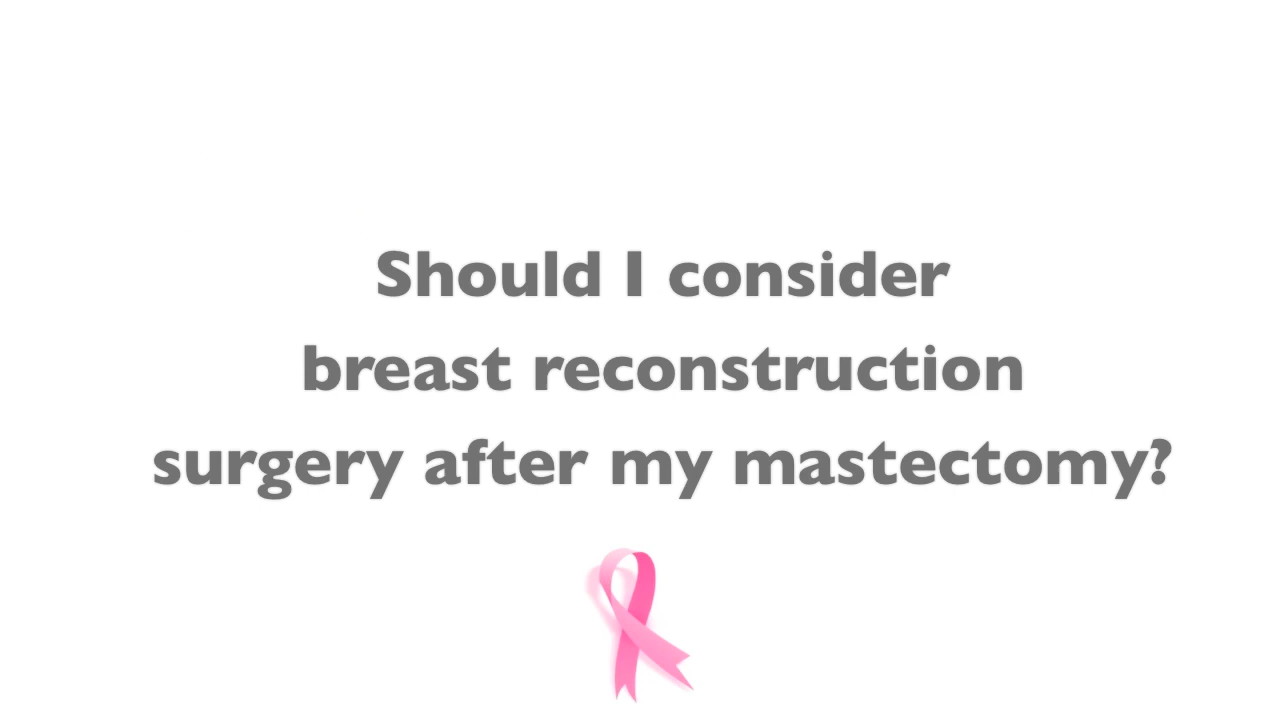 Should I consider
breast reconstruction
surgery after my mastectomy?